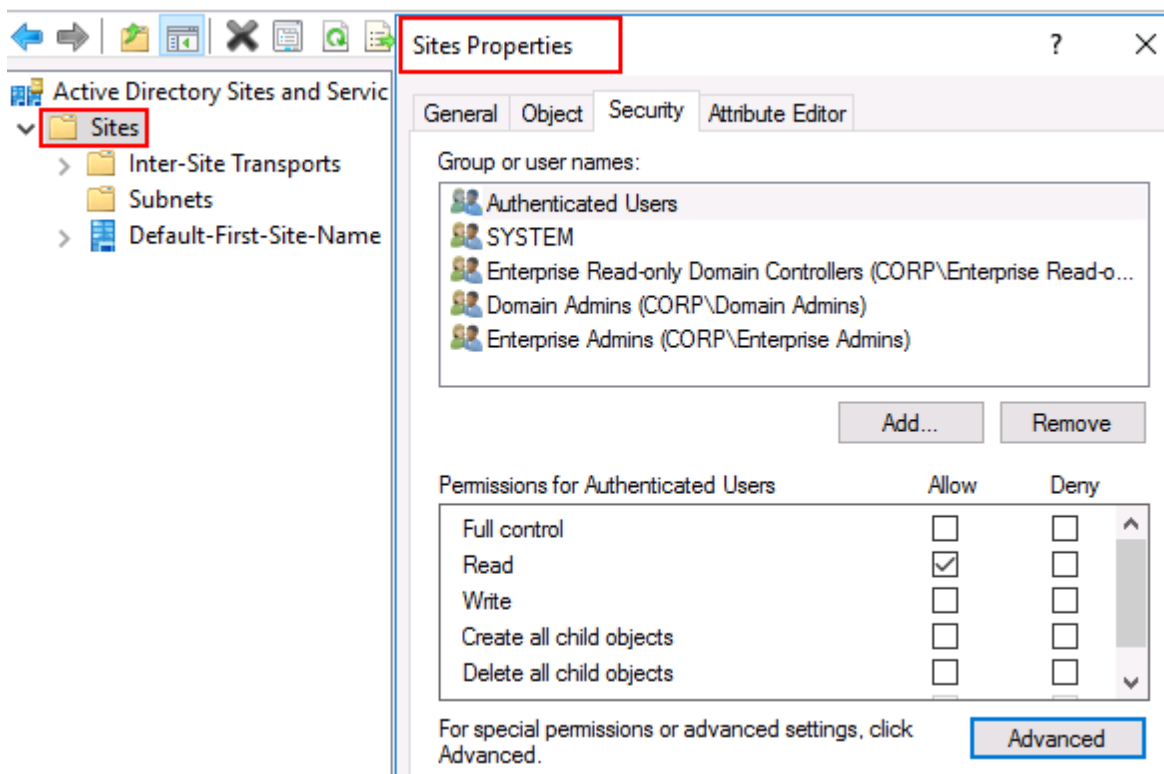 Sites Properties
?
Active Directory Sites and Servic
Sites
Inter-Site Transports
Subnets
Default-First-Site-Name
General Object Security Attribute Editor
Group or user names:
Authenticated Users
SYSTEM
Enterprise Read-only Domain Controllers (CORP\Enterprise Read-o...
Domain Admins (CORP\Domain Admins)
Enterprise Admins (CORP\Enterprise Admins)
Add... Remove
Permissions for Authenticated Users Allow Deny
Full control
Read
Write
Create all child objects
Delete all child objects
For special permissions or advanced settings, click
Advanced.
Advanced